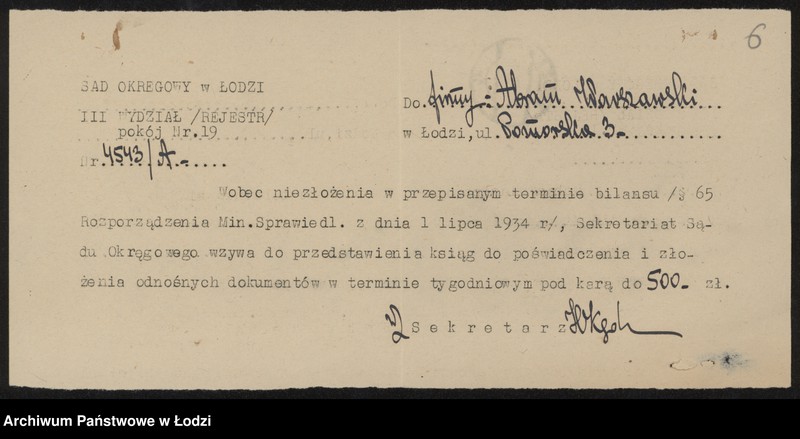 6
SAD OKRĘGOWY w ŁODZI
III WYDZIAŁ /REJESTR/
pokój Nr.19
Nr. 4543/A.-
Do firmy: Abram Warszawski
w Łodzi, ul. Pomorska 3-
Wobec niezłożenia w przepisanym terminie bilansu /§ 65
Rozporządzenia Min.Sprawiedl. z dnia 1 lipca 1934 r/, Sekretariat Są-
du Okręgowego wzywa do przedstawienia ksiąg do poświadczenia i zło-
żenia odnośnych dokumentów w terminie tygodniowym pod karą do 500- zł.
Sekretarz
Archiwum Państwowe w Łodzi